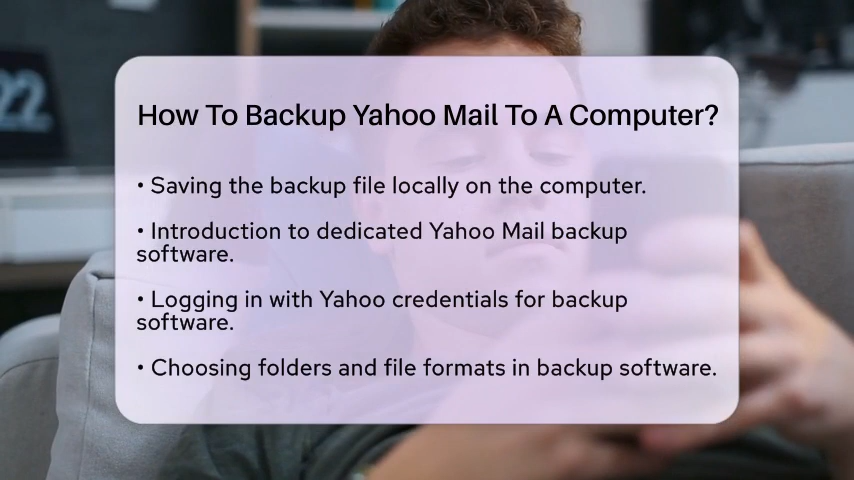 22
How To Backup Yahoo Mail To A Computer?
• Saving the backup file locally on the computer.
• Introduction to dedicated Yahoo Mail backup
software.
• Logging in with Yahoo credentials for backup
software.
• Choosing folders and file formats in backup software.